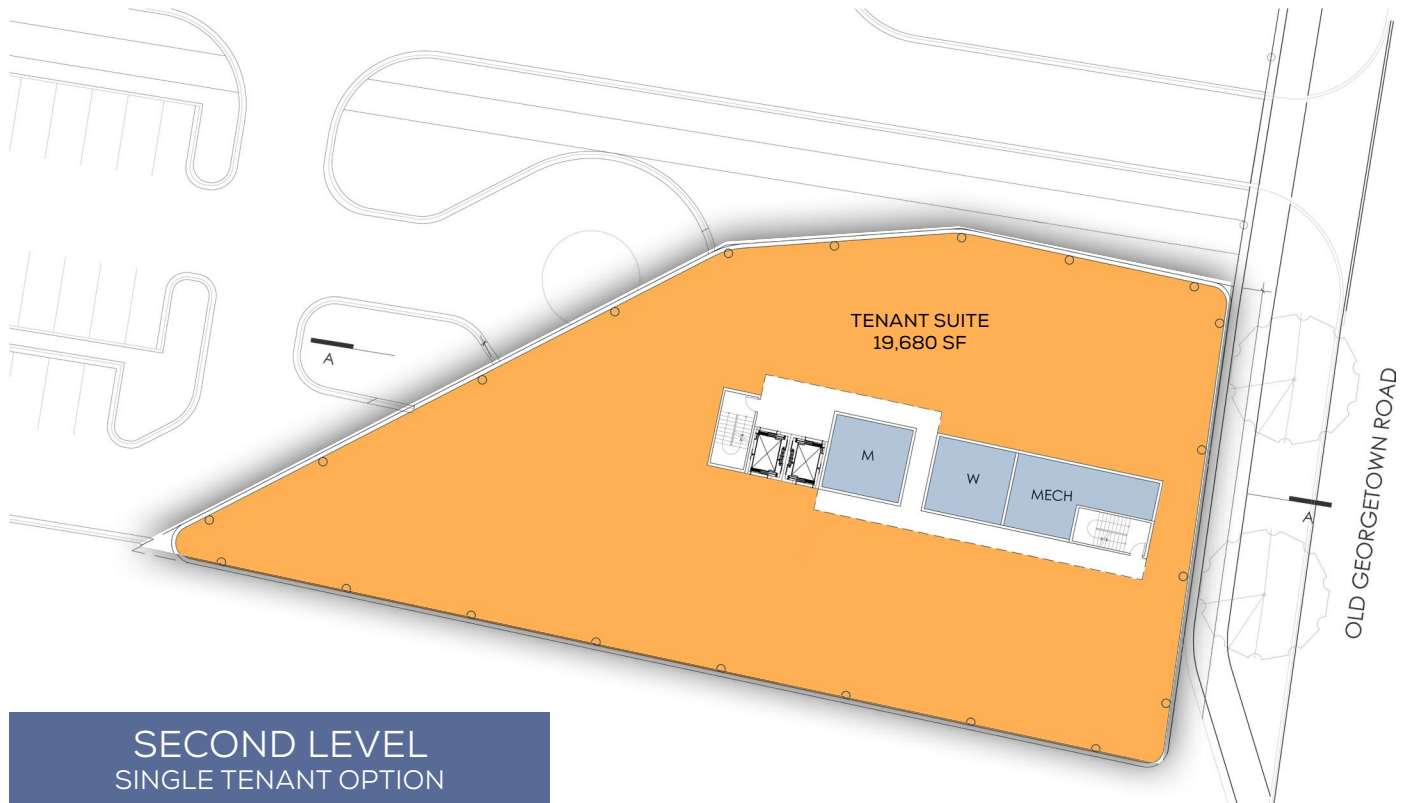 TENANT SUITE
19,680 SF
A
M
W
MECH
A
OLD GEORGETOWN ROAD
SECOND LEVEL
SINGLE TENANT OPTION